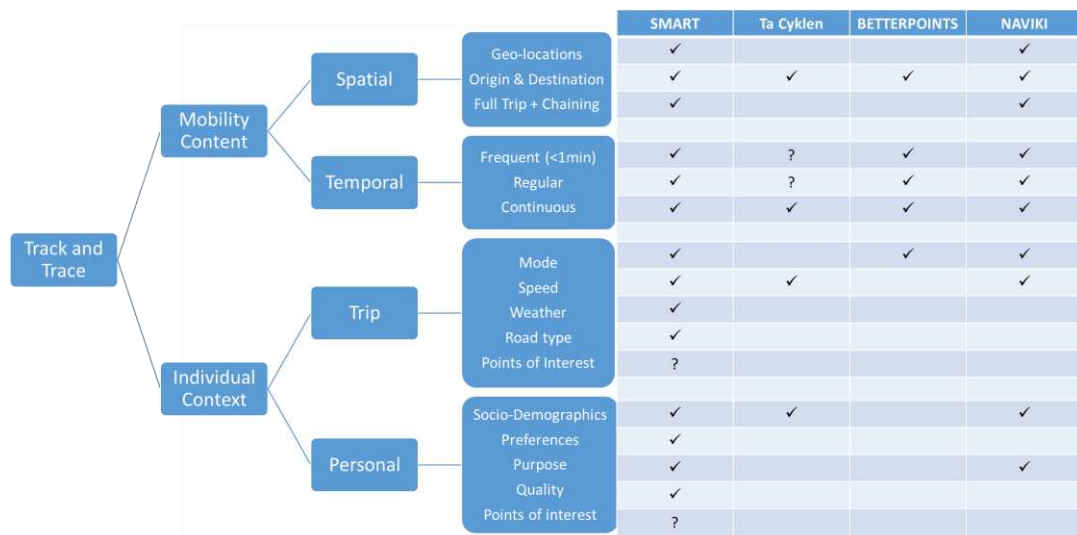 SMART Ta Cyklen BETTERPOINTS NAVIKI
Track and
Trace
Mobility
Content
Spatial
Geo-locations ✓ ✓
Origin & Destination ✓ ✓ ✓ ✓
Full Trip + Chaining ✓ ✓
Temporal
Frequent (<1min) ✓ ? ✓ ✓
Regular ✓ ? ✓ ✓
Continuous ✓ ✓ ✓ ✓
Individual
Context
Trip
Mode ✓ ✓ ✓
Speed ✓ ✓ ✓
Weather ✓
Road type ✓
Points of Interest ?
Personal
Socio-Demographics ✓ ✓ ✓
Preferences ✓
Purpose ✓ ✓
Quality ✓
Points of interest ?